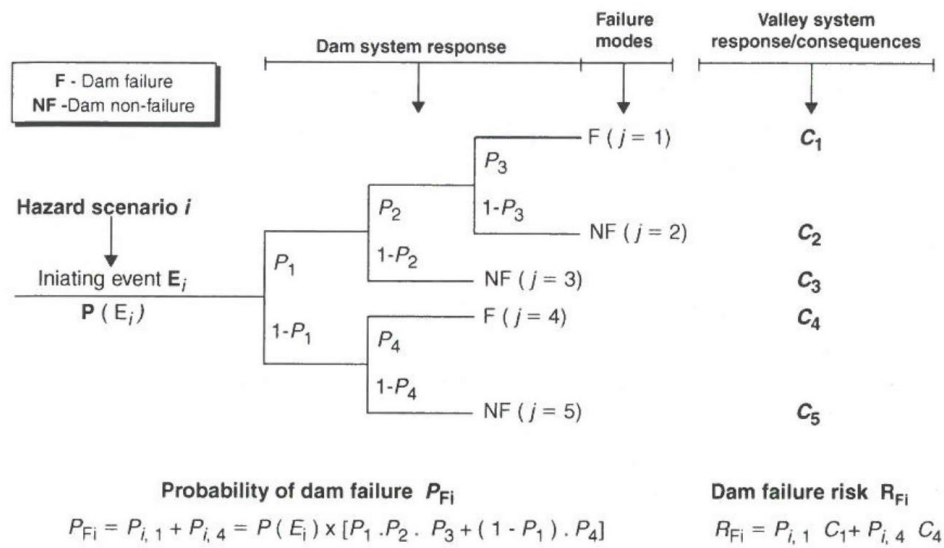 Dam system response
Failure modes
Valley system response/consequences
F - Dam failure
NF -Dam non-failure
F ( j = 1)
C1
P3
1-P3
Hazard scenario i
P2
NF ( j = 2)
C2
1-P2
P1
Iniating event Ei
NF ( j = 3)
C3
P ( Ei)
1-P1
F ( j = 4)
C4
P4
1-P4
NF ( j = 5)
C5
Probability of dam failure PFi
Dam failure risk RFi
PFi = Pi, 1 + Pi, 4 = P( Ei ) x [P1 .P2 . P3 + ( 1 - P1 ) . P4]
RFi = Pi, 1 C1+ Pi, 4 C4